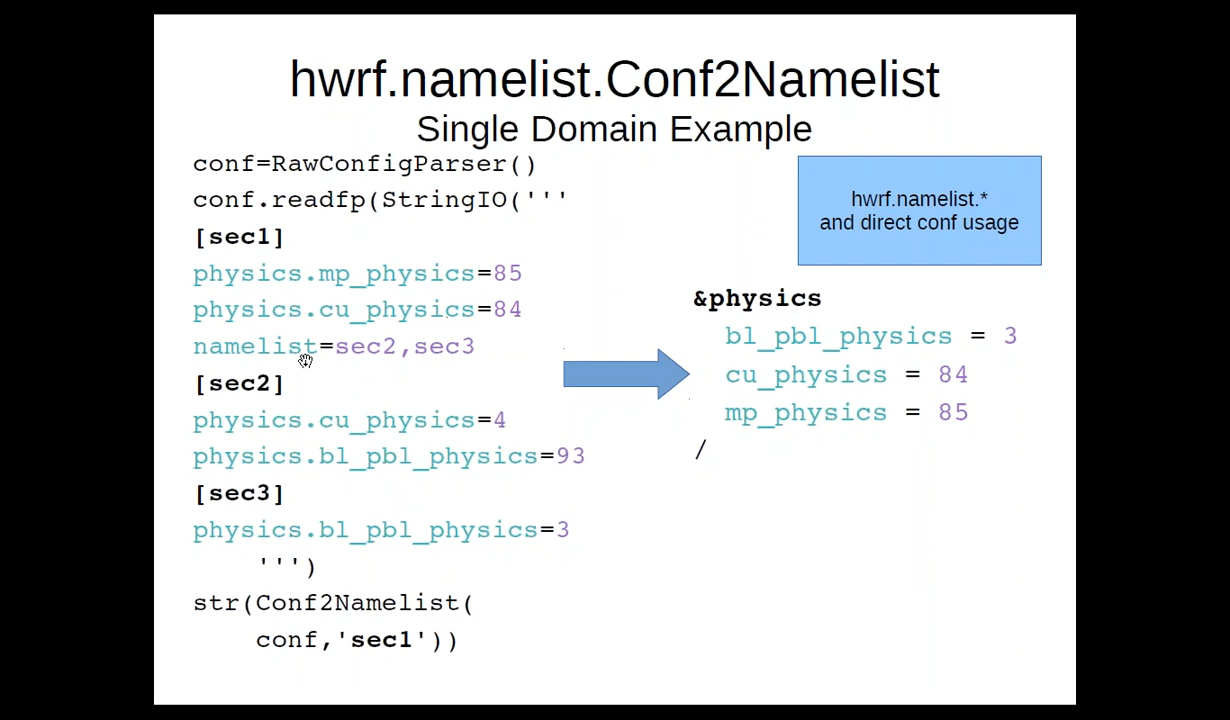 hwrf.namelist.Conf2Namelist
Single Domain Example
conf=RawConfigParser()
conf.readfp(StringIO('''
[sec1]
physics.mp_physics=85
physics.cu_physics=84
namelist=sec2,sec3
[sec2]
physics.cu_physics=4
physics.bl_pbl_physics=93
[sec3]
physics.bl_pbl_physics=3
''')
str(Conf2Namelist(
conf,'sec1'))
hwrf.namelist.*
and direct conf usage
&physics
bl_pbl_physics = 3
cu_physics = 84
mp_physics = 85
/